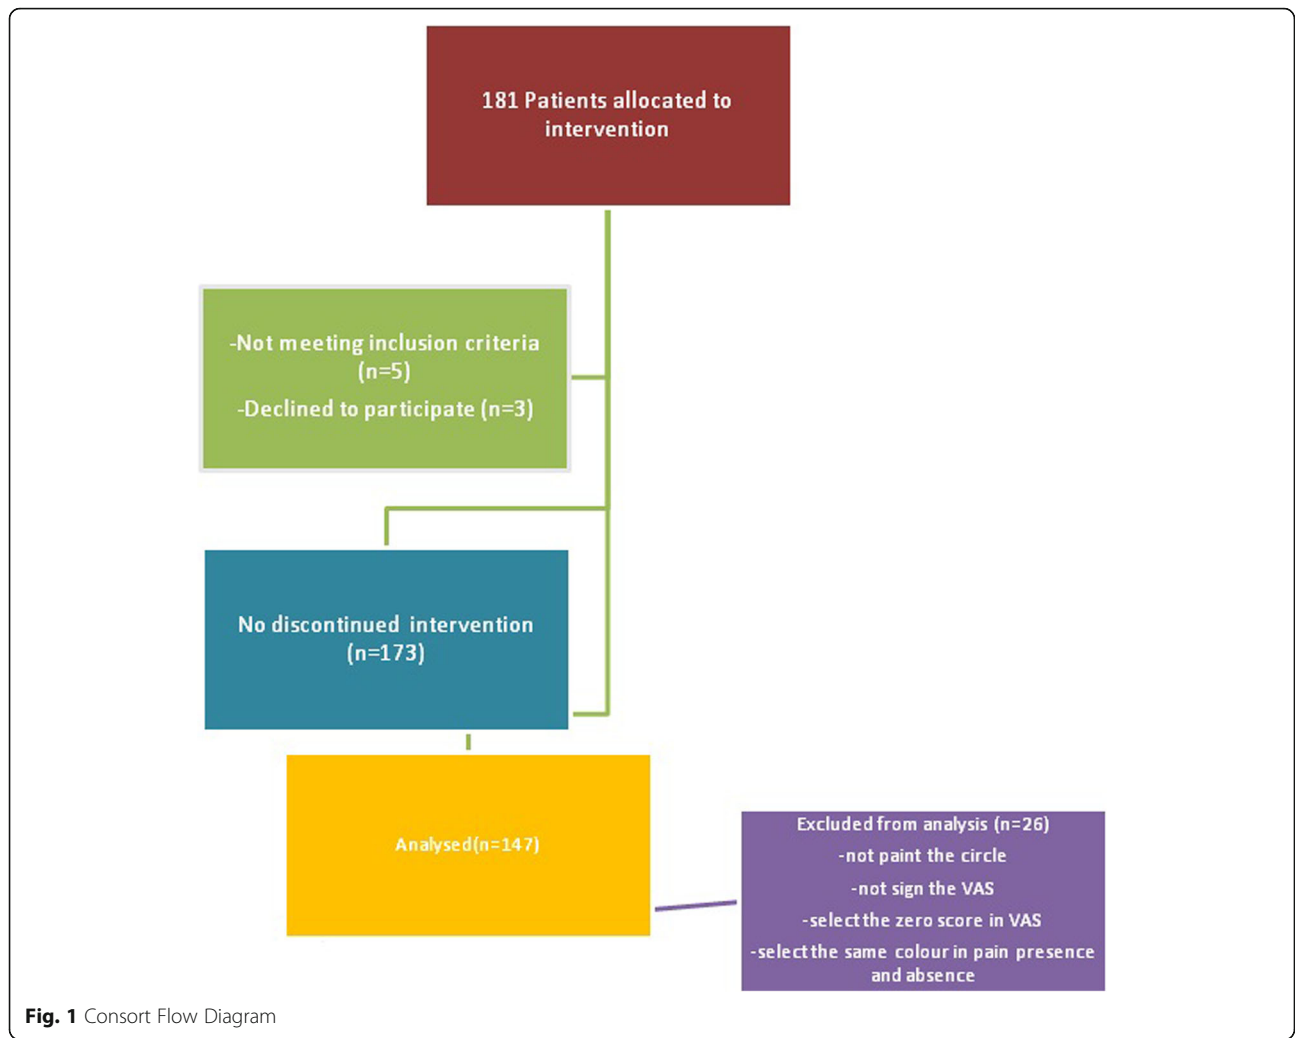 181 Patients allocated to
intervention
-Not meeting inclusion criteria
(n=5)
-Declined to participate (n=3)
No discontinued intervention
(n=173)
Analysed(n=147)
Excluded from analysis (n=26)
-not paint the circle
-not sign the VAS
-select the zero score in VAS
-select the same colour in pain presence
and absence
Fig. 1 Consort Flow Diagram